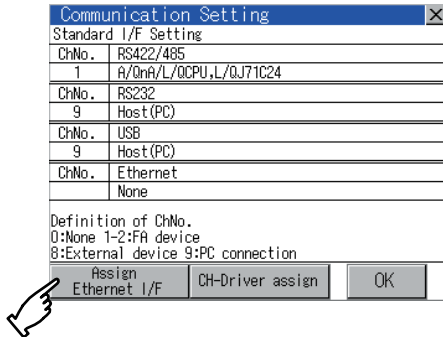 Communication Setting
Standard I/F Setting
ChNo. RS422/485
1 A/QnA/L/QCPU,L/QJ71C24
ChNo. RS232
9 Host(PC)
ChNo. USB
9 Host(PC)
ChNo. Ethernet
None
Definition of ChNo.
0:None 1-2:FA device
8:External device 9:PC connection
Assign
Ethernet I/F
CH-Driver assign
OK